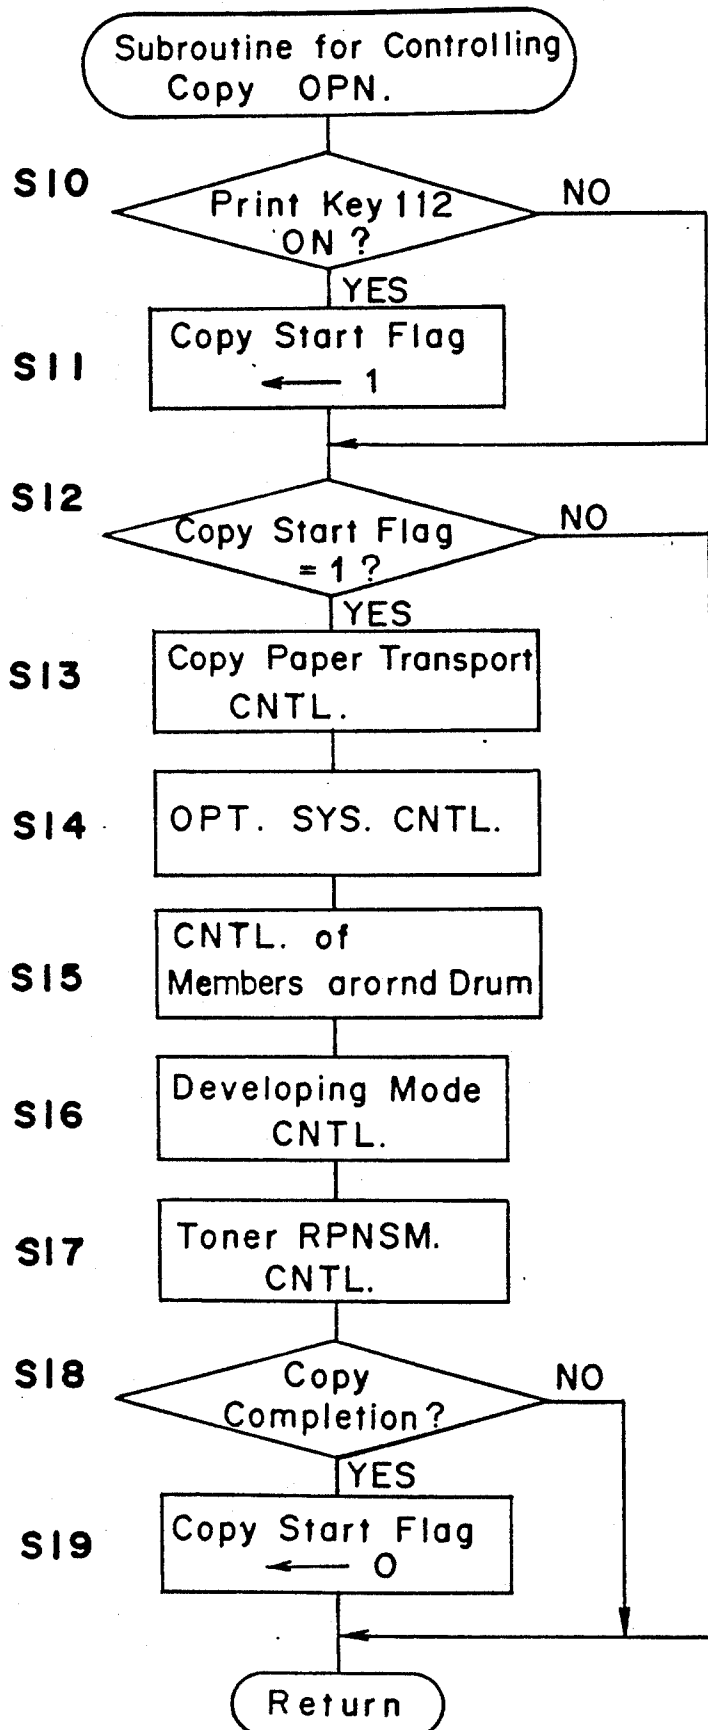 Subroutine for Controlling
Copy OPN.
S10
Print Key 112
ON ?
NO
YES
S11
Copy Start Flag
← 1
S12
Copy Start Flag
= 1 ?
NO
YES
S13
Copy Paper Transport
CNTL.
S14
OPT. SYS. CNTL.
S15
CNTL. of
Members arornd Drum
S16
Developing Mode
CNTL.
S17
Toner RPNSM.
CNTL.
S18
Copy
Completion ?
NO
YES
S19
Copy Start Flag
← 0
Return